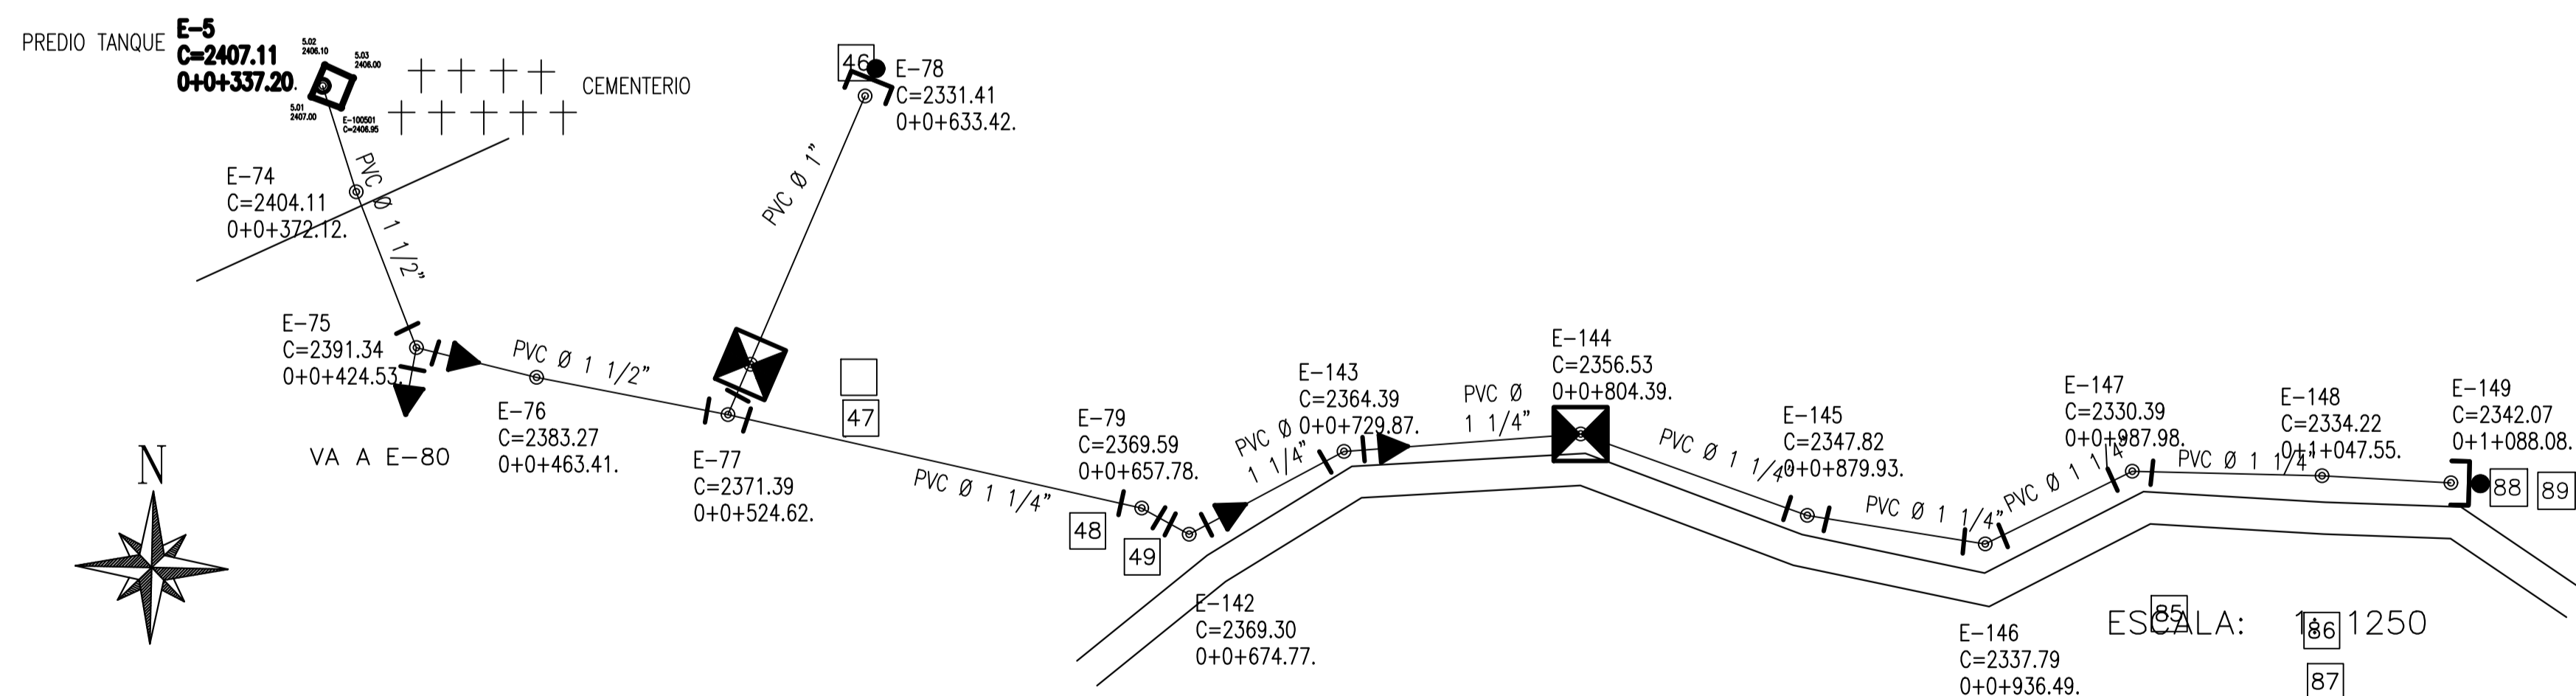 PREDIO TANQUE
E-5
C=2407.11
0+0+337.20.
5.02
2406.10
5.03
2406.00
5.01
2407.00
E-100501
C=2406.95
CEMENTERIO
46
E-78
C=2331.41
0+0+633.42.
PVC Ø 1"
PVC Ø 1 1/2"
E-74
C=2404.11
0+0+372.12.
E-75
C=2391.34
0+0+424.53.
VA A E-80
PVC Ø 1 1/2"
E-76
C=2383.27
0+0+463.41.
47
E-77
C=2371.39
0+0+524.62.
PVC Ø 1 1/4"
E-79
C=2369.59
0+0+657.78.
48
49
PVC Ø
1 1/4"
E-142
C=2369.30
0+0+674.77.
E-143
C=2364.39
0+0+729.87.
PVC Ø
1 1/4"
E-144
C=2356.53
0+0+804.39.
PVC Ø 1 1/4"
E-145
C=2347.82
0+0+879.93.
PVC Ø 1 1/4"
E-146
C=2337.79
0+0+936.49.
PVC Ø 1 1/4"
E-147
C=2330.39
0+0+987.98.
PVC Ø 1 1/4"
E-148
C=2334.22
0+1+047.55.
E-149
C=2342.07
0+1+088.08.
88
89
85
86
87
ESCALA: 1: 1250
N